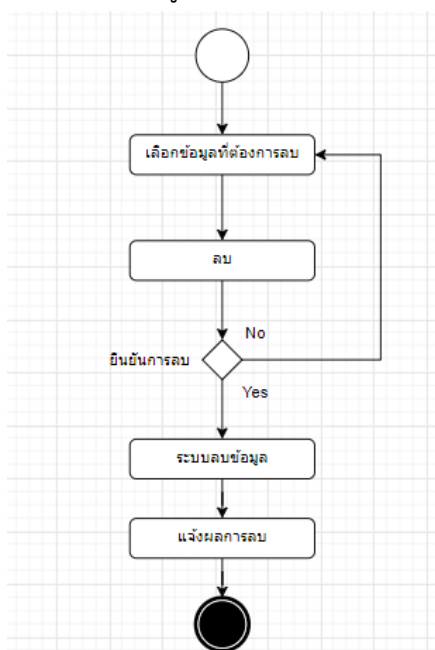 เลือกข้อมูลที่ต้องการลบ
ลบ
No
ยืนยันการลบ
Yes
ระบบลบข้อมูล
แจ้งผลการลบ